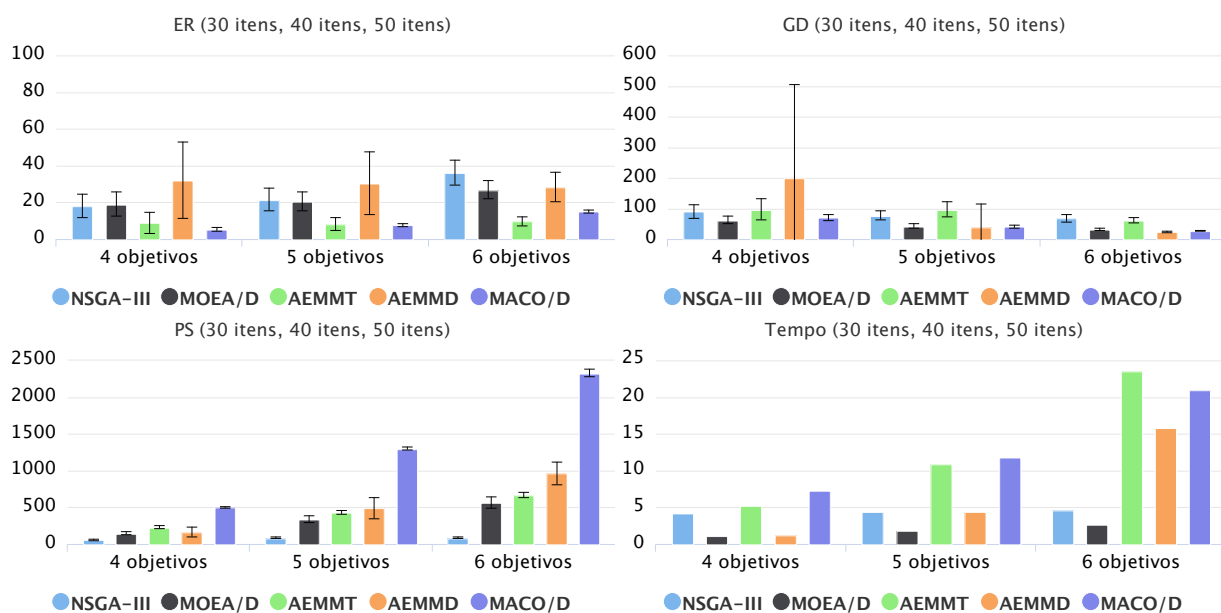 ER (30 itens, 40 itens, 50 itens)
100
80
60
40
20
0
4 objetivos 5 objetivos 6 objetivos
NSGA-III MOEA/D AEMMT AEMMD MACO/D
GD (30 itens, 40 itens, 50 itens)
600
500
400
300
200
100
0
4 objetivos 5 objetivos 6 objetivos
NSGA-III MOEA/D AEMMT AEMMD MACO/D
PS (30 itens, 40 itens, 50 itens)
2500
2000
1500
1000
500
0
4 objetivos 5 objetivos 6 objetivos
NSGA-III MOEA/D AEMMT AEMMD MACO/D
Tempo (30 itens, 40 itens, 50 itens)
25
20
15
10
5
0
4 objetivos 5 objetivos 6 objetivos
NSGA-III MOEA/D AEMMT AEMMD MACO/D